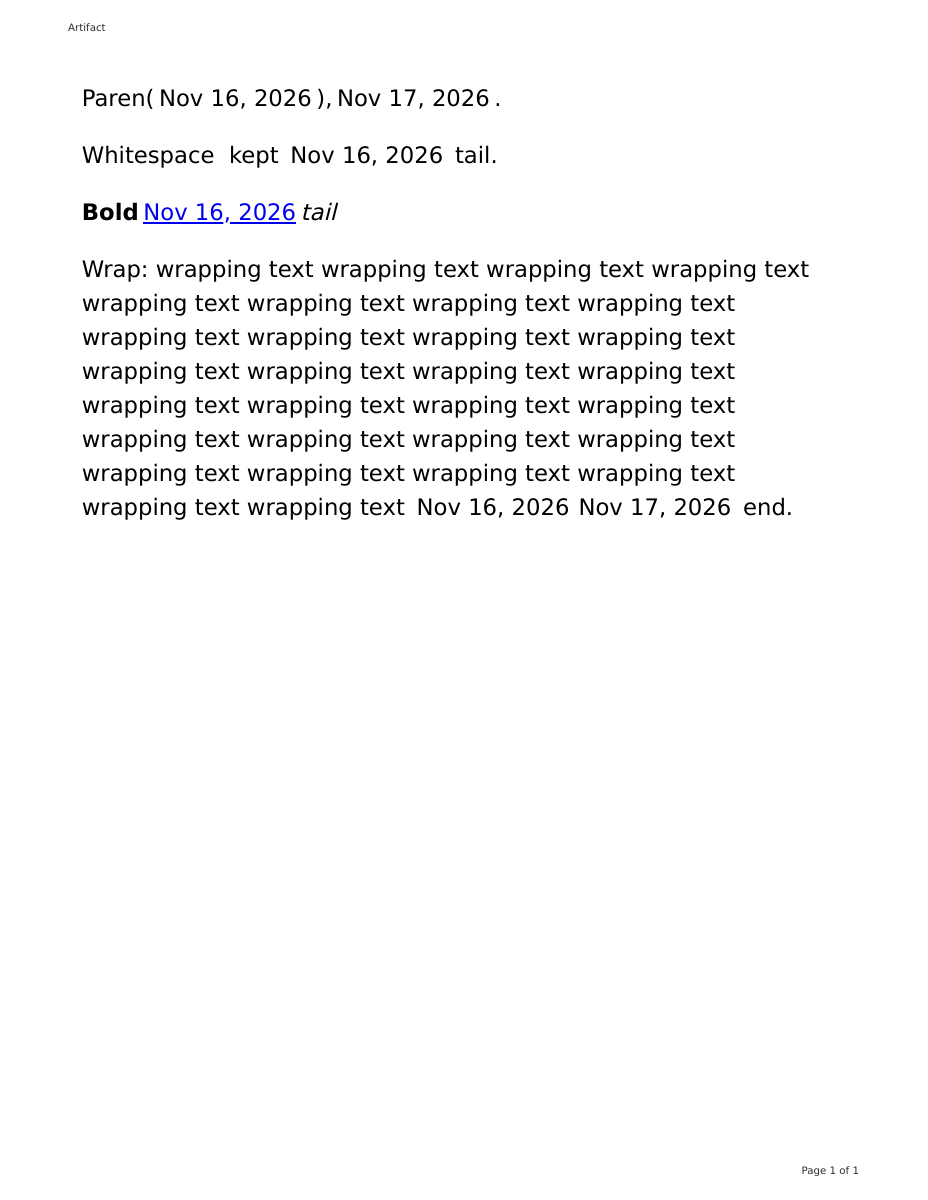 Artifact
Paren( Nov 16, 2026 ), Nov 17, 2026 .
Whitespace  kept  Nov 16, 2026  tail.
Bold Nov 16, 2026 tail
Wrap: wrapping text wrapping text wrapping text wrapping text
wrapping text wrapping text wrapping text wrapping text
wrapping text wrapping text wrapping text wrapping text
wrapping text wrapping text wrapping text wrapping text
wrapping text wrapping text wrapping text wrapping text
wrapping text wrapping text wrapping text wrapping text
wrapping text wrapping text wrapping text wrapping text
wrapping text wrapping text  Nov 16, 2026 Nov 17, 2026  end.
Page 1 of 1